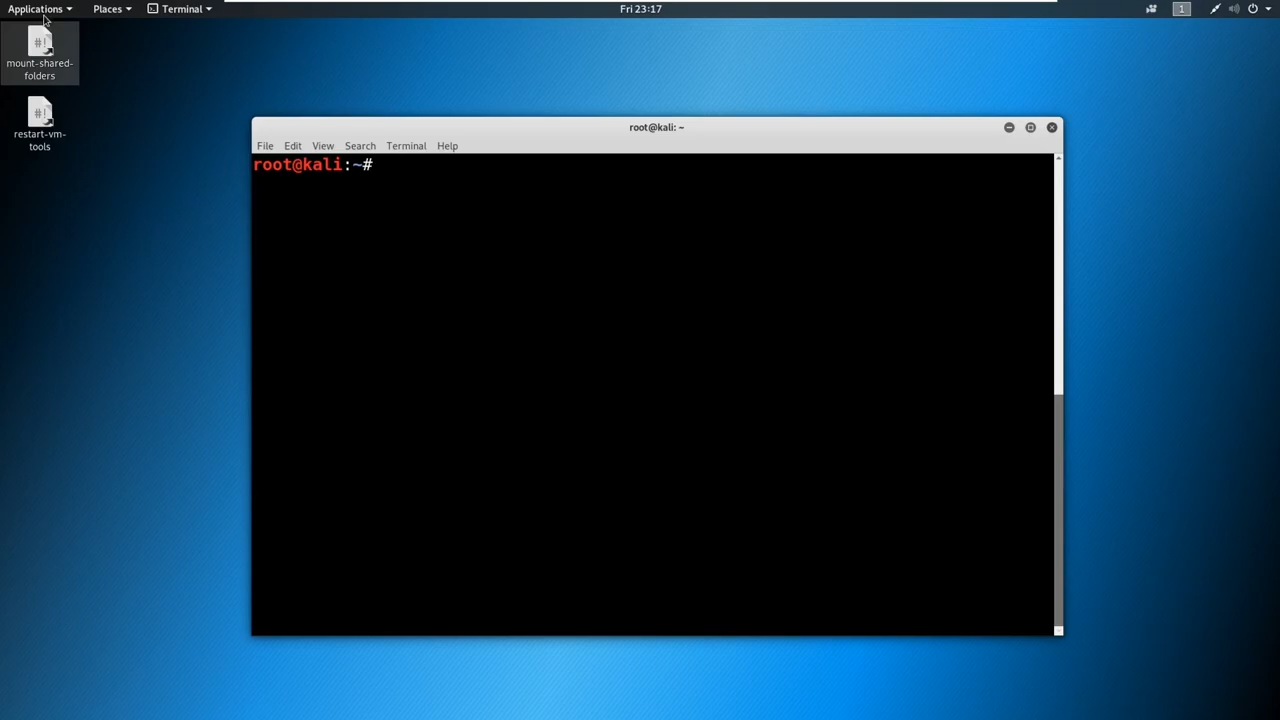 Applications Places Terminal Fri 23:17 1
mount-shared-
folders
restart-vm-
tools
root@kali: ~
File Edit View Search Terminal Help
root@kali:~#